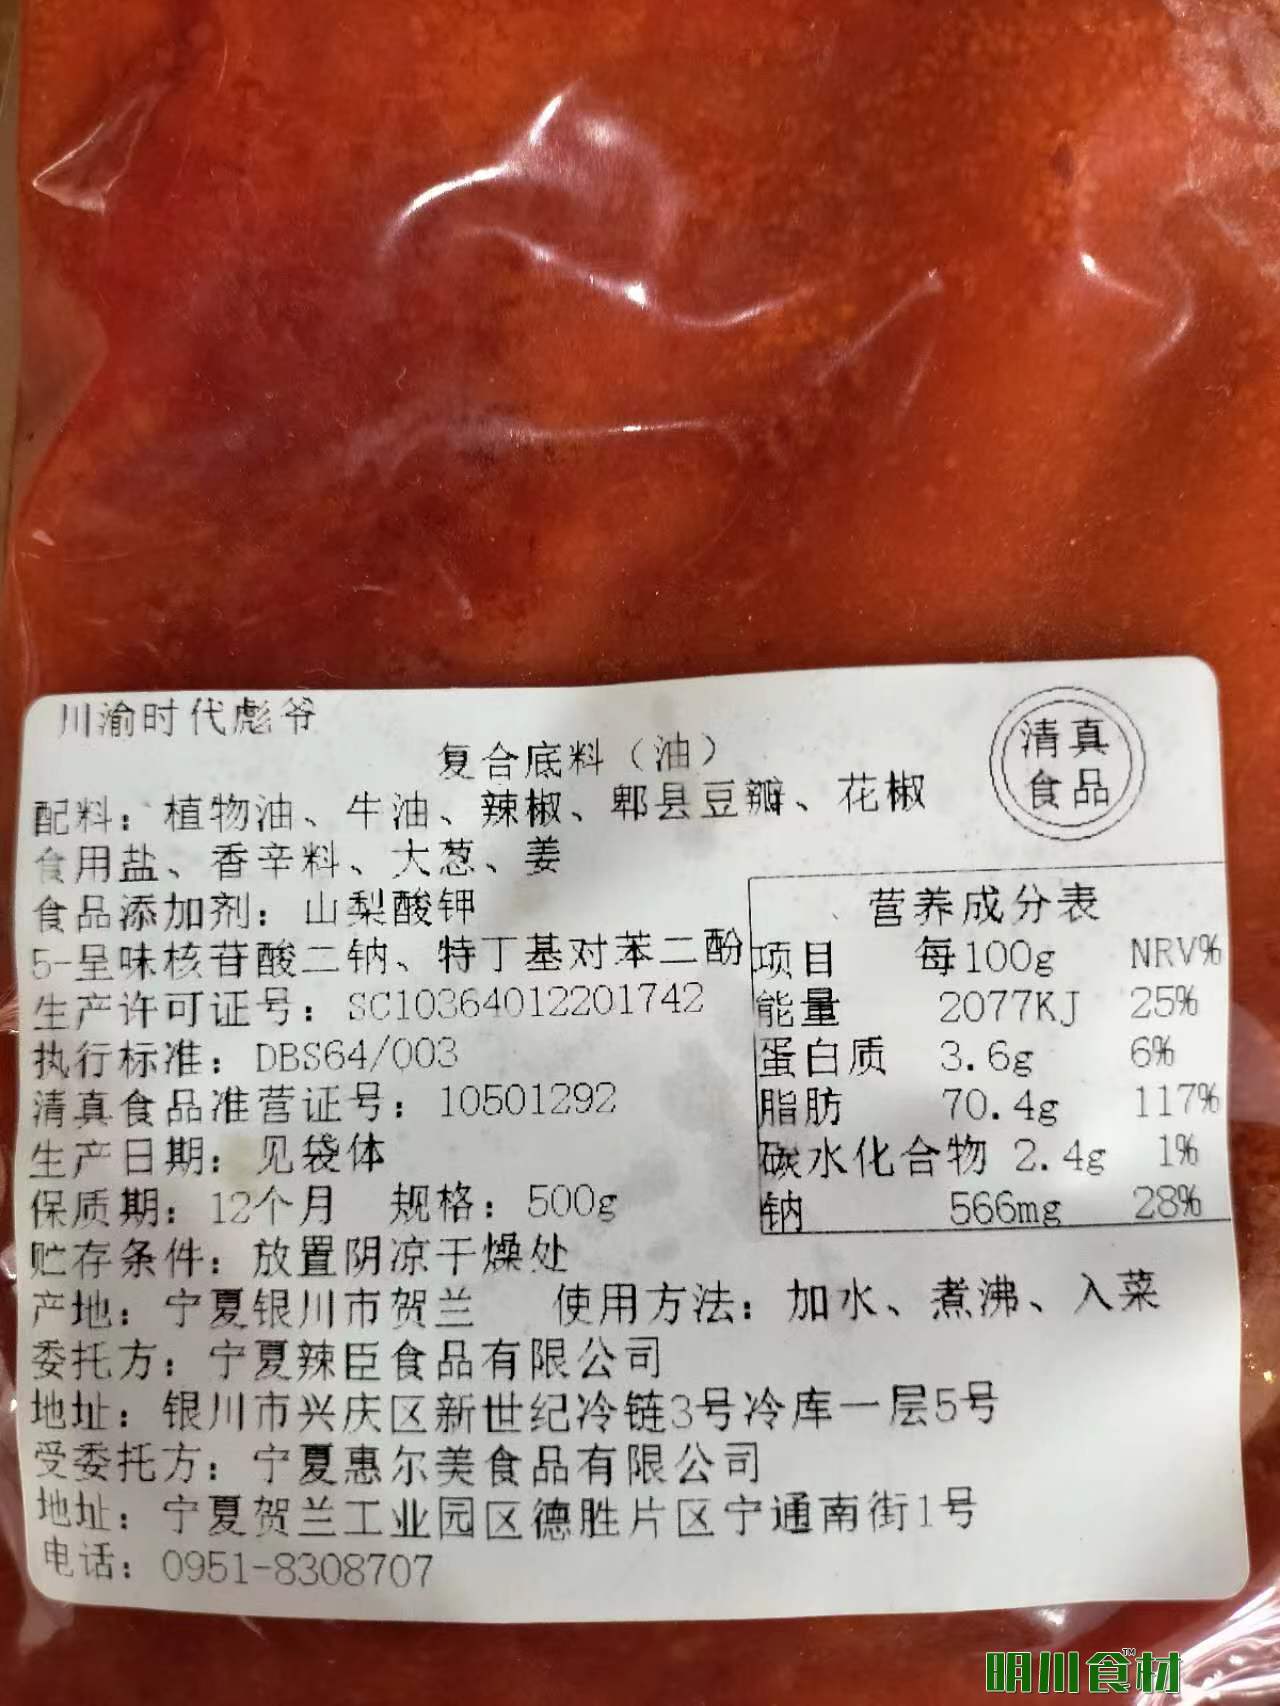 川渝时代彪爷
复合底料（油）
清真
食品
配料：植物油、牛油、辣椒、郫县豆瓣、花椒
食用盐、香辛料、大葱、姜
食品添加剂：山梨酸钾
5-呈味核苷酸二钠、特丁基对苯二酚
生产许可证号：SC10364012201742
执行标准：DBS64/003
清真食品准营证号：10501292
生产日期：见袋体
保质期：12个月 规格：500g
贮存条件：放置阴凉干燥处
产地：宁夏银川市贺兰 使用方法：加水、煮沸、入菜
委托方：宁夏辣臣食品有限公司
地址：银川市兴庆区新世纪冷链3号冷库一层5号
受委托方：宁夏惠尔美食品有限公司
地址：宁夏贺兰工业园区德胜片区宁通南街1号
电话：0951-8308707
营养成分表
项目 每100g NRV%
能量 2077KJ 25%
蛋白质 3.6g 6%
脂肪 70.4g 117%
碳水化合物 2.4g 1%
钠 566mg 28%
明川食材™